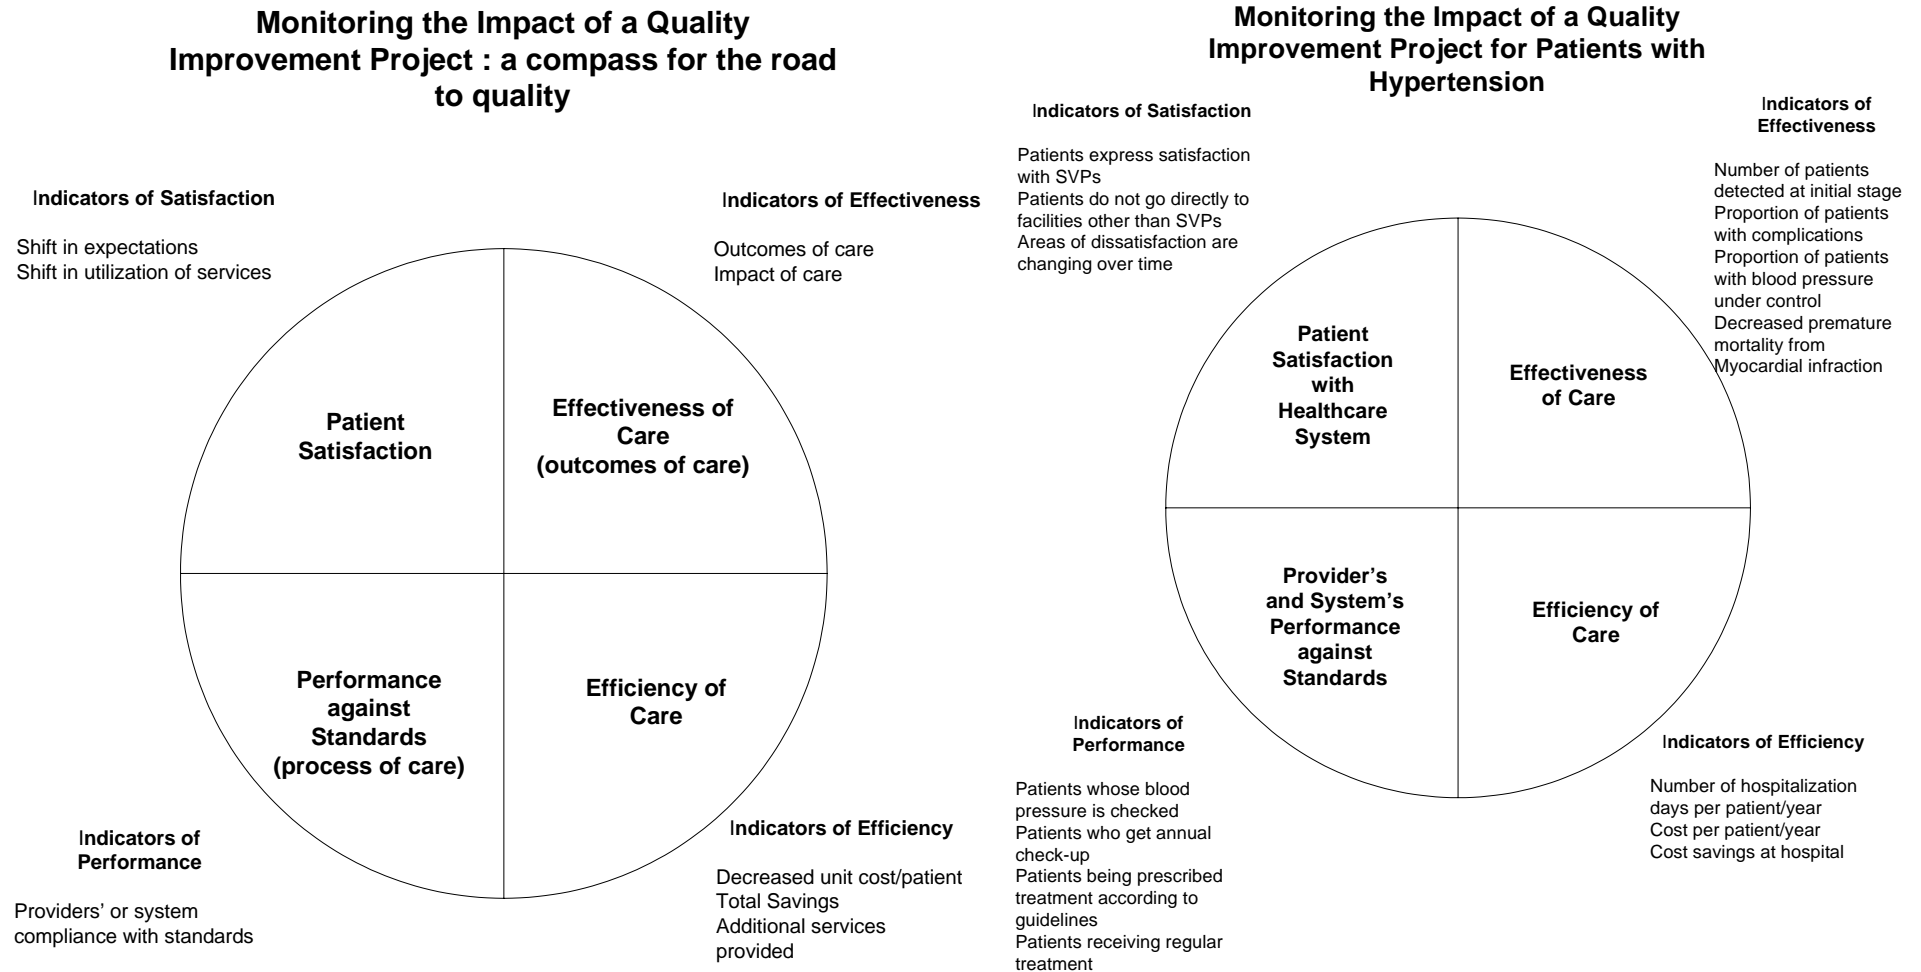 Monitoring the Impact of a Quality
Improvement Project : a compass for the road
to quality
Indicators of Satisfaction
Shift in expectations
Shift in utilization of services
Indicators of Effectiveness
Outcomes of care
Impact of care
Patient
Satisfaction
Effectiveness of
Care
(outcomes of care)
Performance
against
Standards
(process of care)
Efficiency of
Care
Indicators of
Performance
Providers' or system
compliance with standards
Indicators of Efficiency
Decreased unit cost/patient
Total Savings
Additional services
provided
Monitoring the Impact of a Quality
Improvement Project for Patients with
Hypertension
Indicators of Satisfaction
Patients express satisfaction
with SVPs
Patients do not go directly to
facilities other than SVPs
Areas of dissatisfaction are
changing over time
Indicators of
Effectiveness
Number of patients
detected at initial stage
Proportion of patients
with complications
Proportion of patients
with blood pressure
under control
Decreased premature
mortality from
Myocardial infraction
Patient
Satisfaction
with
Healthcare
System
Effectiveness
of Care
Provider's
and System's
Performance
against
Standards
Efficiency of
Care
Indicators of
Performance
Patients whose blood
pressure is checked
Patients who get annual
check-up
Patients being prescribed
treatment according to
guidelines
Patients receiving regular
treatment
Indicators of Efficiency
Number of hospitalization
days per patient/year
Cost per patient/year
Cost savings at hospital